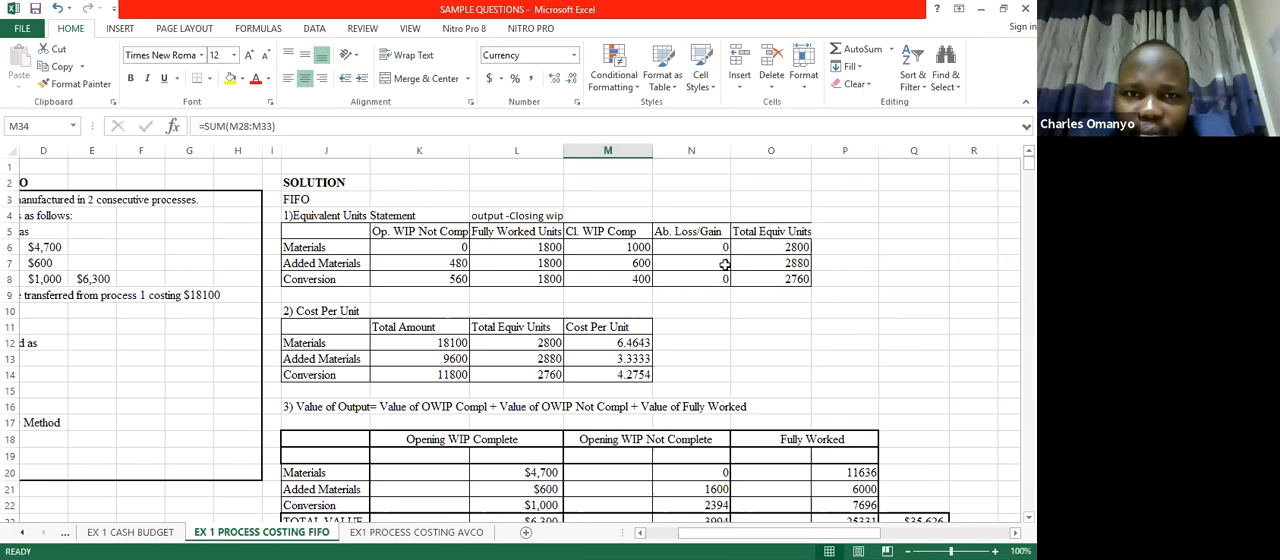 SAMPLE QUESTIONS - Microsoft Excel
Sign in
FILE HOME INSERT PAGE LAYOUT FORMULAS DATA REVIEW VIEW Nitro Pro 8 NITRO PRO
Paste Cut Copy Format Painter
Times New Roma 12
Wrap Text Merge & Center
Currency
Conditional Formatting Format as Table Cell Styles
Insert Delete Format
AutoSum Fill Clear
Sort & Filter Find & Select
Clipboard Font Alignment Number Styles Cells Editing
M34 =SUM(M28:M33)
D E F G H I J K L M N O P Q R
1
2 O SOLUTION
3 nanufactured in 2 consecutive processes. FIFO
4 as follows: 1)Equivalent Units Statement output -Closing wip
5 as Op. WIP Not Comp Fully Worked Units Cl. WIP Comp Ab. Loss/Gain Total Equiv Units
6 $4,700 Materials 0 1800 1000 0 2800
7 $600 Added Materials 480 1800 600 0 2880
8 $1,000 $6,300 Conversion 560 1800 400 0 2760
9 e transferred from process 1 costing $18100
10 2) Cost Per Unit
11 Total Amount Total Equiv Units Cost Per Unit
12 d as Materials 18100 2800 6.4643
13 Added Materials 9600 2880 3.3333
14 Conversion 11800 2760 4.2754
15
16 3) Value of Output= Value of OWIP Compl + Value of OWIP Not Compl + Value of Fully Worked
17 Method
18 Opening WIP Complete Opening WIP Not Complete Fully Worked
19
20 Materials $4,700 0 11636
21 Added Materials $600 1600 6000
22 Conversion $1,000 2394 7696
TOTAL VALUE $6,300 3994 25331 $35,626
... EX 1 CASH BUDGET EX 1 PROCESS COSTING FIFO EX1 PROCESS COSTING AVCO
READY 100%
Charles Omanyo